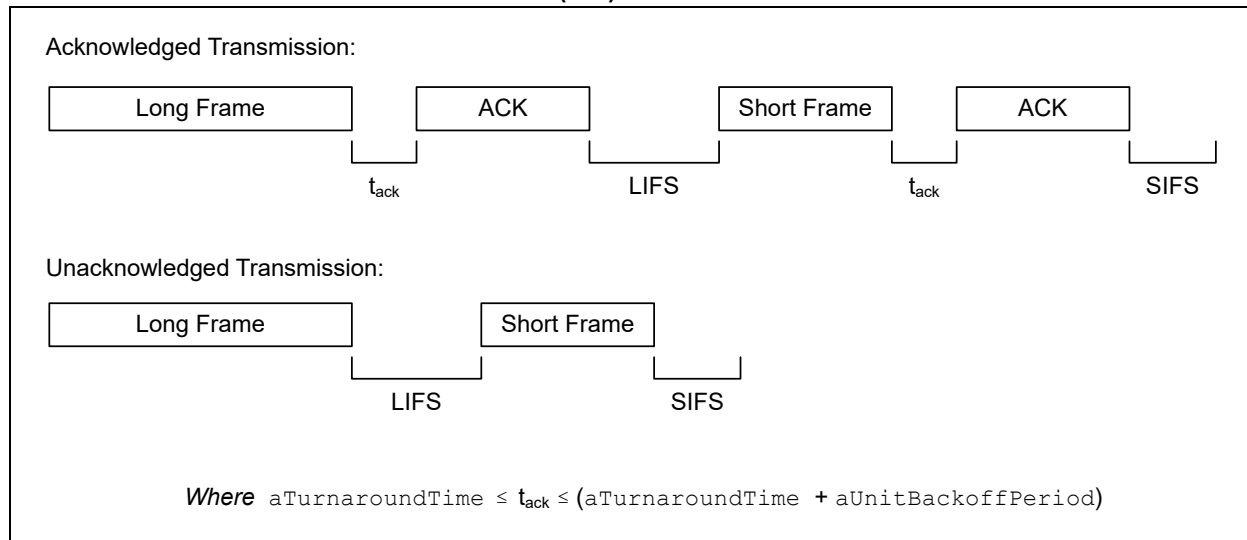 Acknowledged Transmission:
Long Frame ACK Short Frame ACK
tack LIFS tack SIFS
Unacknowledged Transmission:
Long Frame Short Frame
LIFS SIFS
Where aTurnaroundTime ≤ tack ≤ (aTurnaroundTime + aUnitBackoffPeriod)